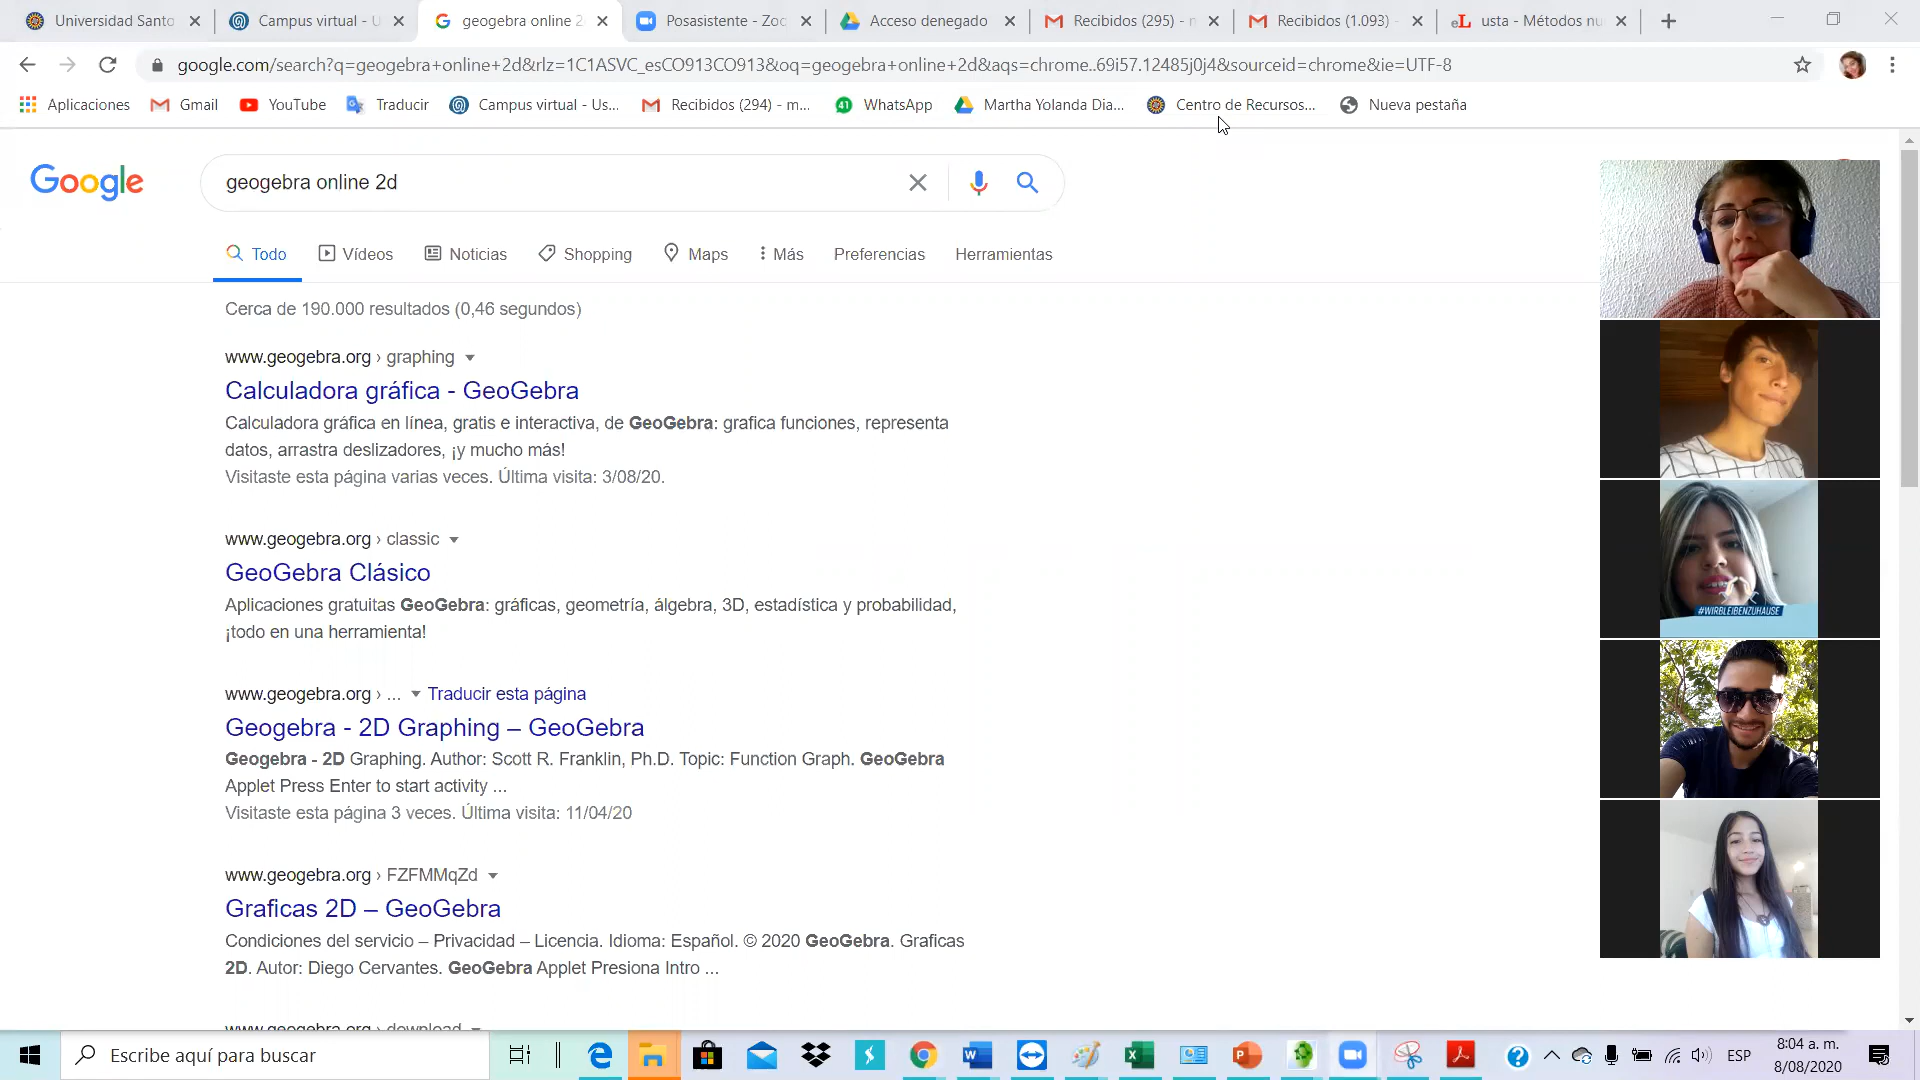 Universidad Santo
Campus virtual - U
geogebra online 2
Posasistente - Zoo
Acceso denegado
Recibidos (295) - m
Recibidos (1.093) -
usta - Métodos nu
google.com/search?q=geogebra+online+2d&rlz=1C1ASVC_esCO913CO913&oq=geogebra+online+2d&aqs=chrome..69i57.12485j0j4&sourceid=chrome&ie=UTF-8
Aplicaciones
Gmail
YouTube
Traducir
Campus virtual - Us...
Recibidos (294) - m...
41
WhatsApp
Martha Yolanda Dia...
Centro de Recursos...
Nueva pestaña
Google
geogebra online 2d
Todo
Vídeos
Noticias
Shopping
Maps
Más
Preferencias
Herramientas
Cerca de 190.000 resultados (0,46 segundos)
www.geogebra.org › graphing
Calculadora gráfica - GeoGebra
Calculadora gráfica en línea, gratis e interactiva, de GeoGebra: grafica funciones, representa
datos, arrastra deslizadores, ¡y mucho más!
Visitaste esta página varias veces. Última visita: 3/08/20.
www.geogebra.org › classic
GeoGebra Clásico
Aplicaciones gratuitas GeoGebra: gráficas, geometría, álgebra, 3D, estadística y probabilidad,
¡todo en una herramienta!
www.geogebra.org › ... Traducir esta página
Geogebra - 2D Graphing – GeoGebra
Geogebra - 2D Graphing. Author: Scott R. Franklin, Ph.D. Topic: Function Graph. GeoGebra
Applet Press Enter to start activity ...
Visitaste esta página 3 veces. Última visita: 11/04/20
www.geogebra.org › FZFMMqZd
Graficas 2D – GeoGebra
Condiciones del servicio – Privacidad – Licencia. Idioma: Español. © 2020 GeoGebra. Graficas
2D. Autor: Diego Cervantes. GeoGebra Applet Presiona Intro ...
www.geogebra.org › download
#WIRBLEIBENZUHAUSE
Escribe aquí para buscar
ESP
8:04 a. m.
8/08/2020